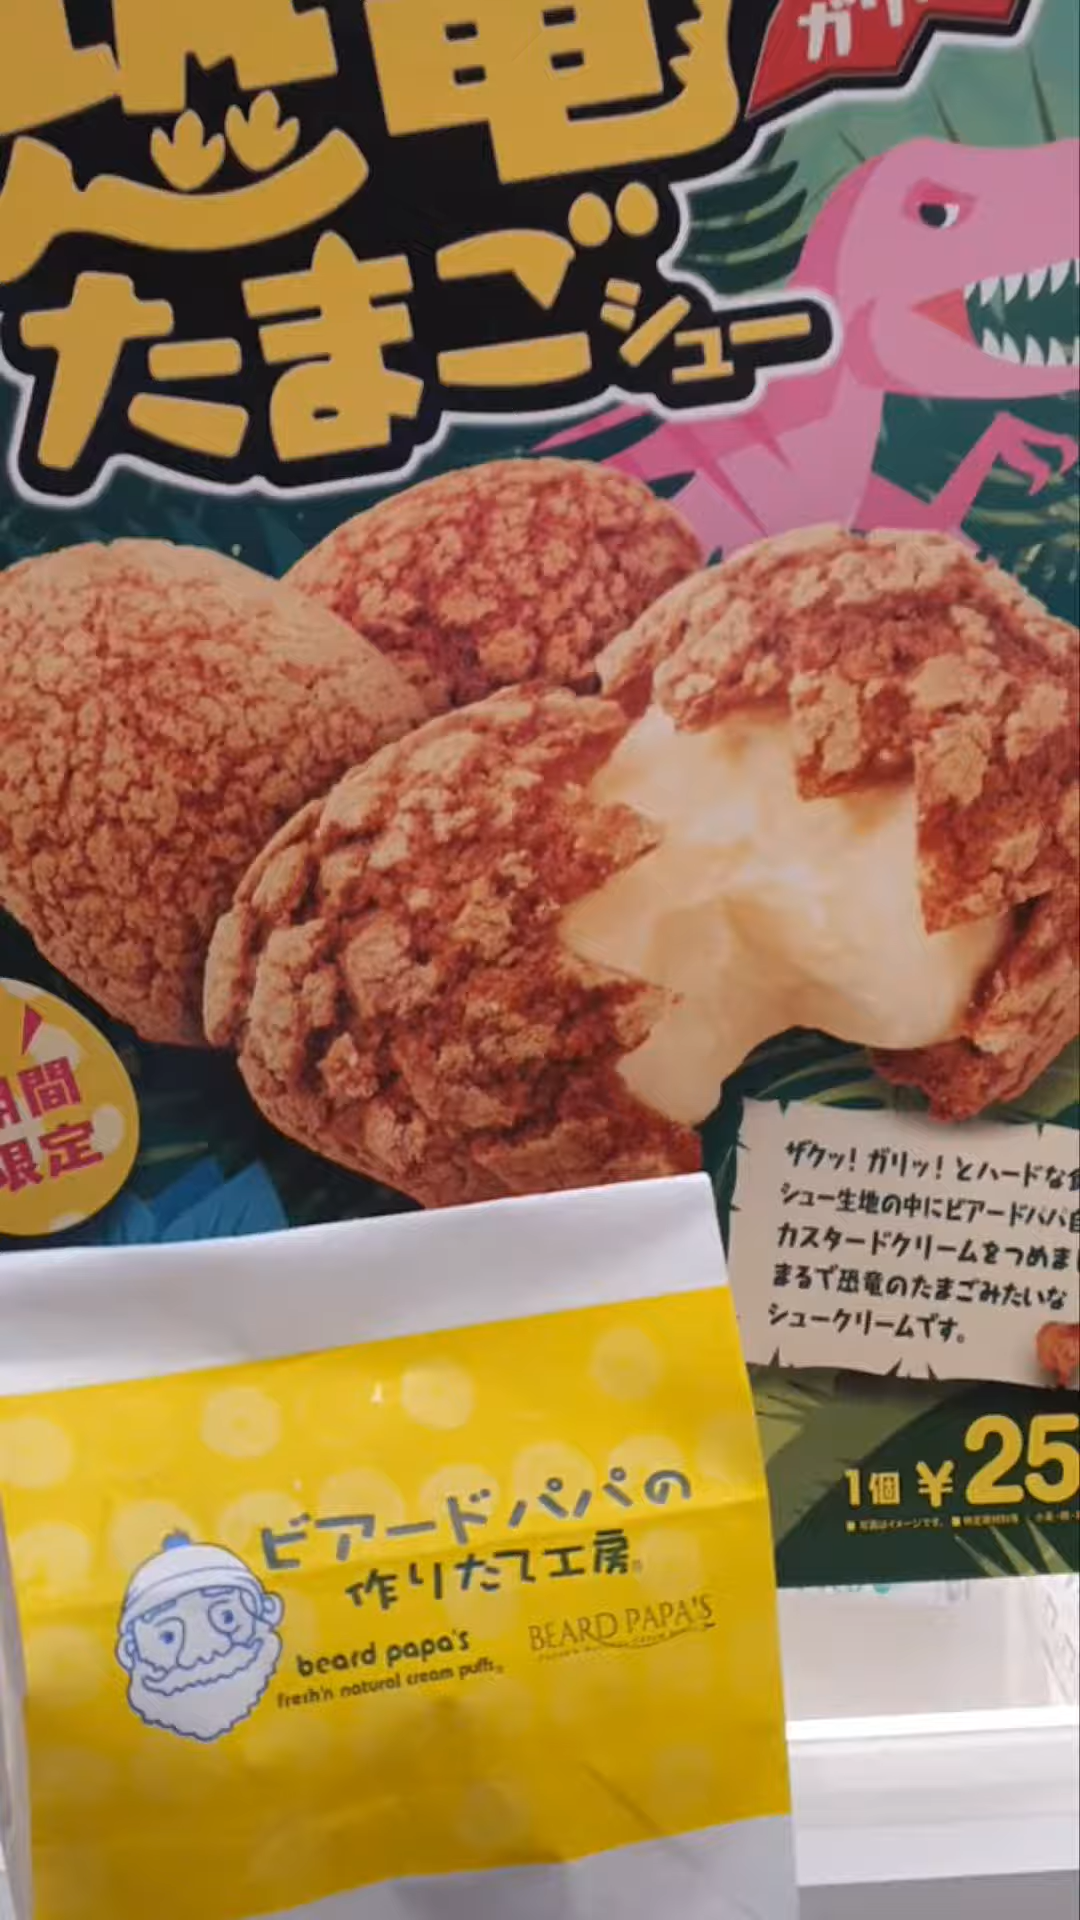 竜
たまごシュー
期間
限定
ザクッ!ガリッ!とハードな食
シュー生地の中にビアードパパ自
カスタードクリームをつめまし
まるで恐竜のたまごみたいな
シュークリームです。
1個 ¥25
ビアードパパの
作りたて工房®
beard papa's
fresh'n natural cream puffs®
BEARD PAPA'S